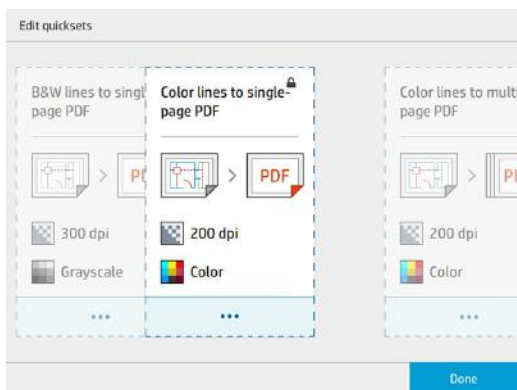 Edit quicksets
B&W lines to singl
page PDF
300 dpi
Grayscale
...
Color lines to single-
page PDF
PDF
200 dpi
Color
...
Color lines to multi
page PDF
200 dpi
Color
...
Done